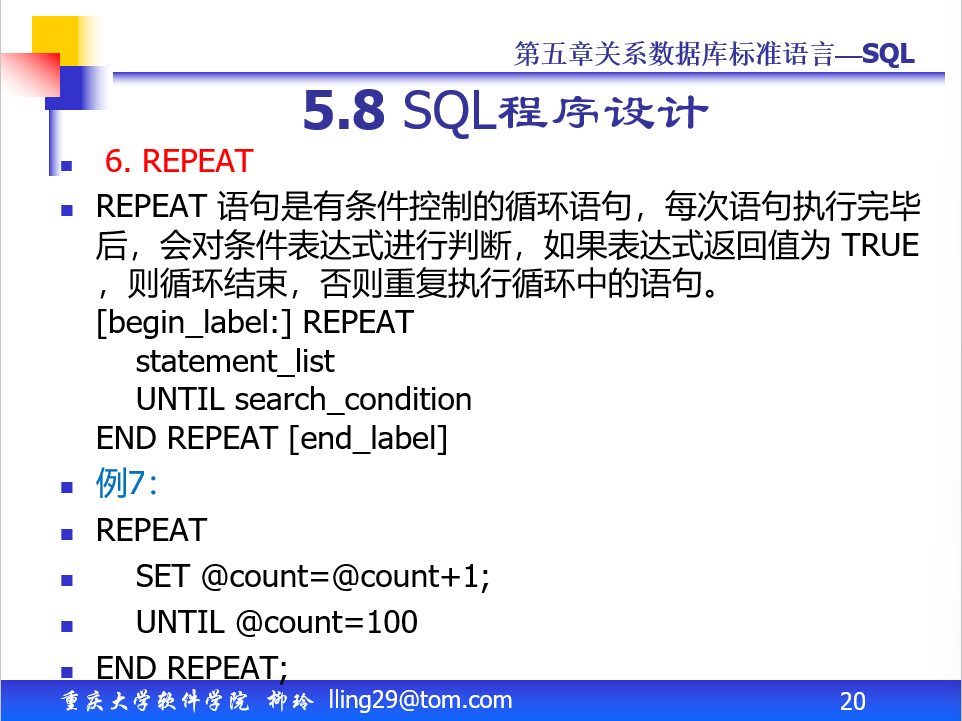 第五章关系数据库标准语言—SQL
5.8 SQL程序设计
6. REPEAT
REPEAT 语句是有条件控制的循环语句，每次语句执行完毕
后，会对条件表达式进行判断，如果表达式返回值为 TRUE
，则循环结束，否则重复执行循环中的语句。
[begin_label:] REPEAT
statement_list
UNTIL search_condition
END REPEAT [end_label]
例7：
REPEAT
SET @count=@count+1;
UNTIL @count=100
END REPEAT;
重庆大学软件学院 柳玲 lling29@tom.com 20